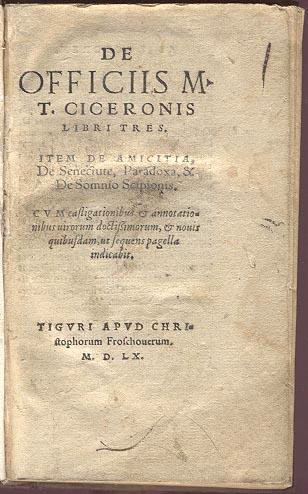 DE
OFFICIIS M.
T. CICERONIS
LIBRI TRES.
ITEM DE AMICITIA,
De Senectute, Paradoxa, &
De Somnio Scipionis.
CVM castigationibus & annotatio-
nibus uirorum doctißimorum, & nouis
quibusdam, ut sequens pagella
indicabit.
TIGVRI APVD CHRI-
stophorum Froschouerum.
M. D. LX.